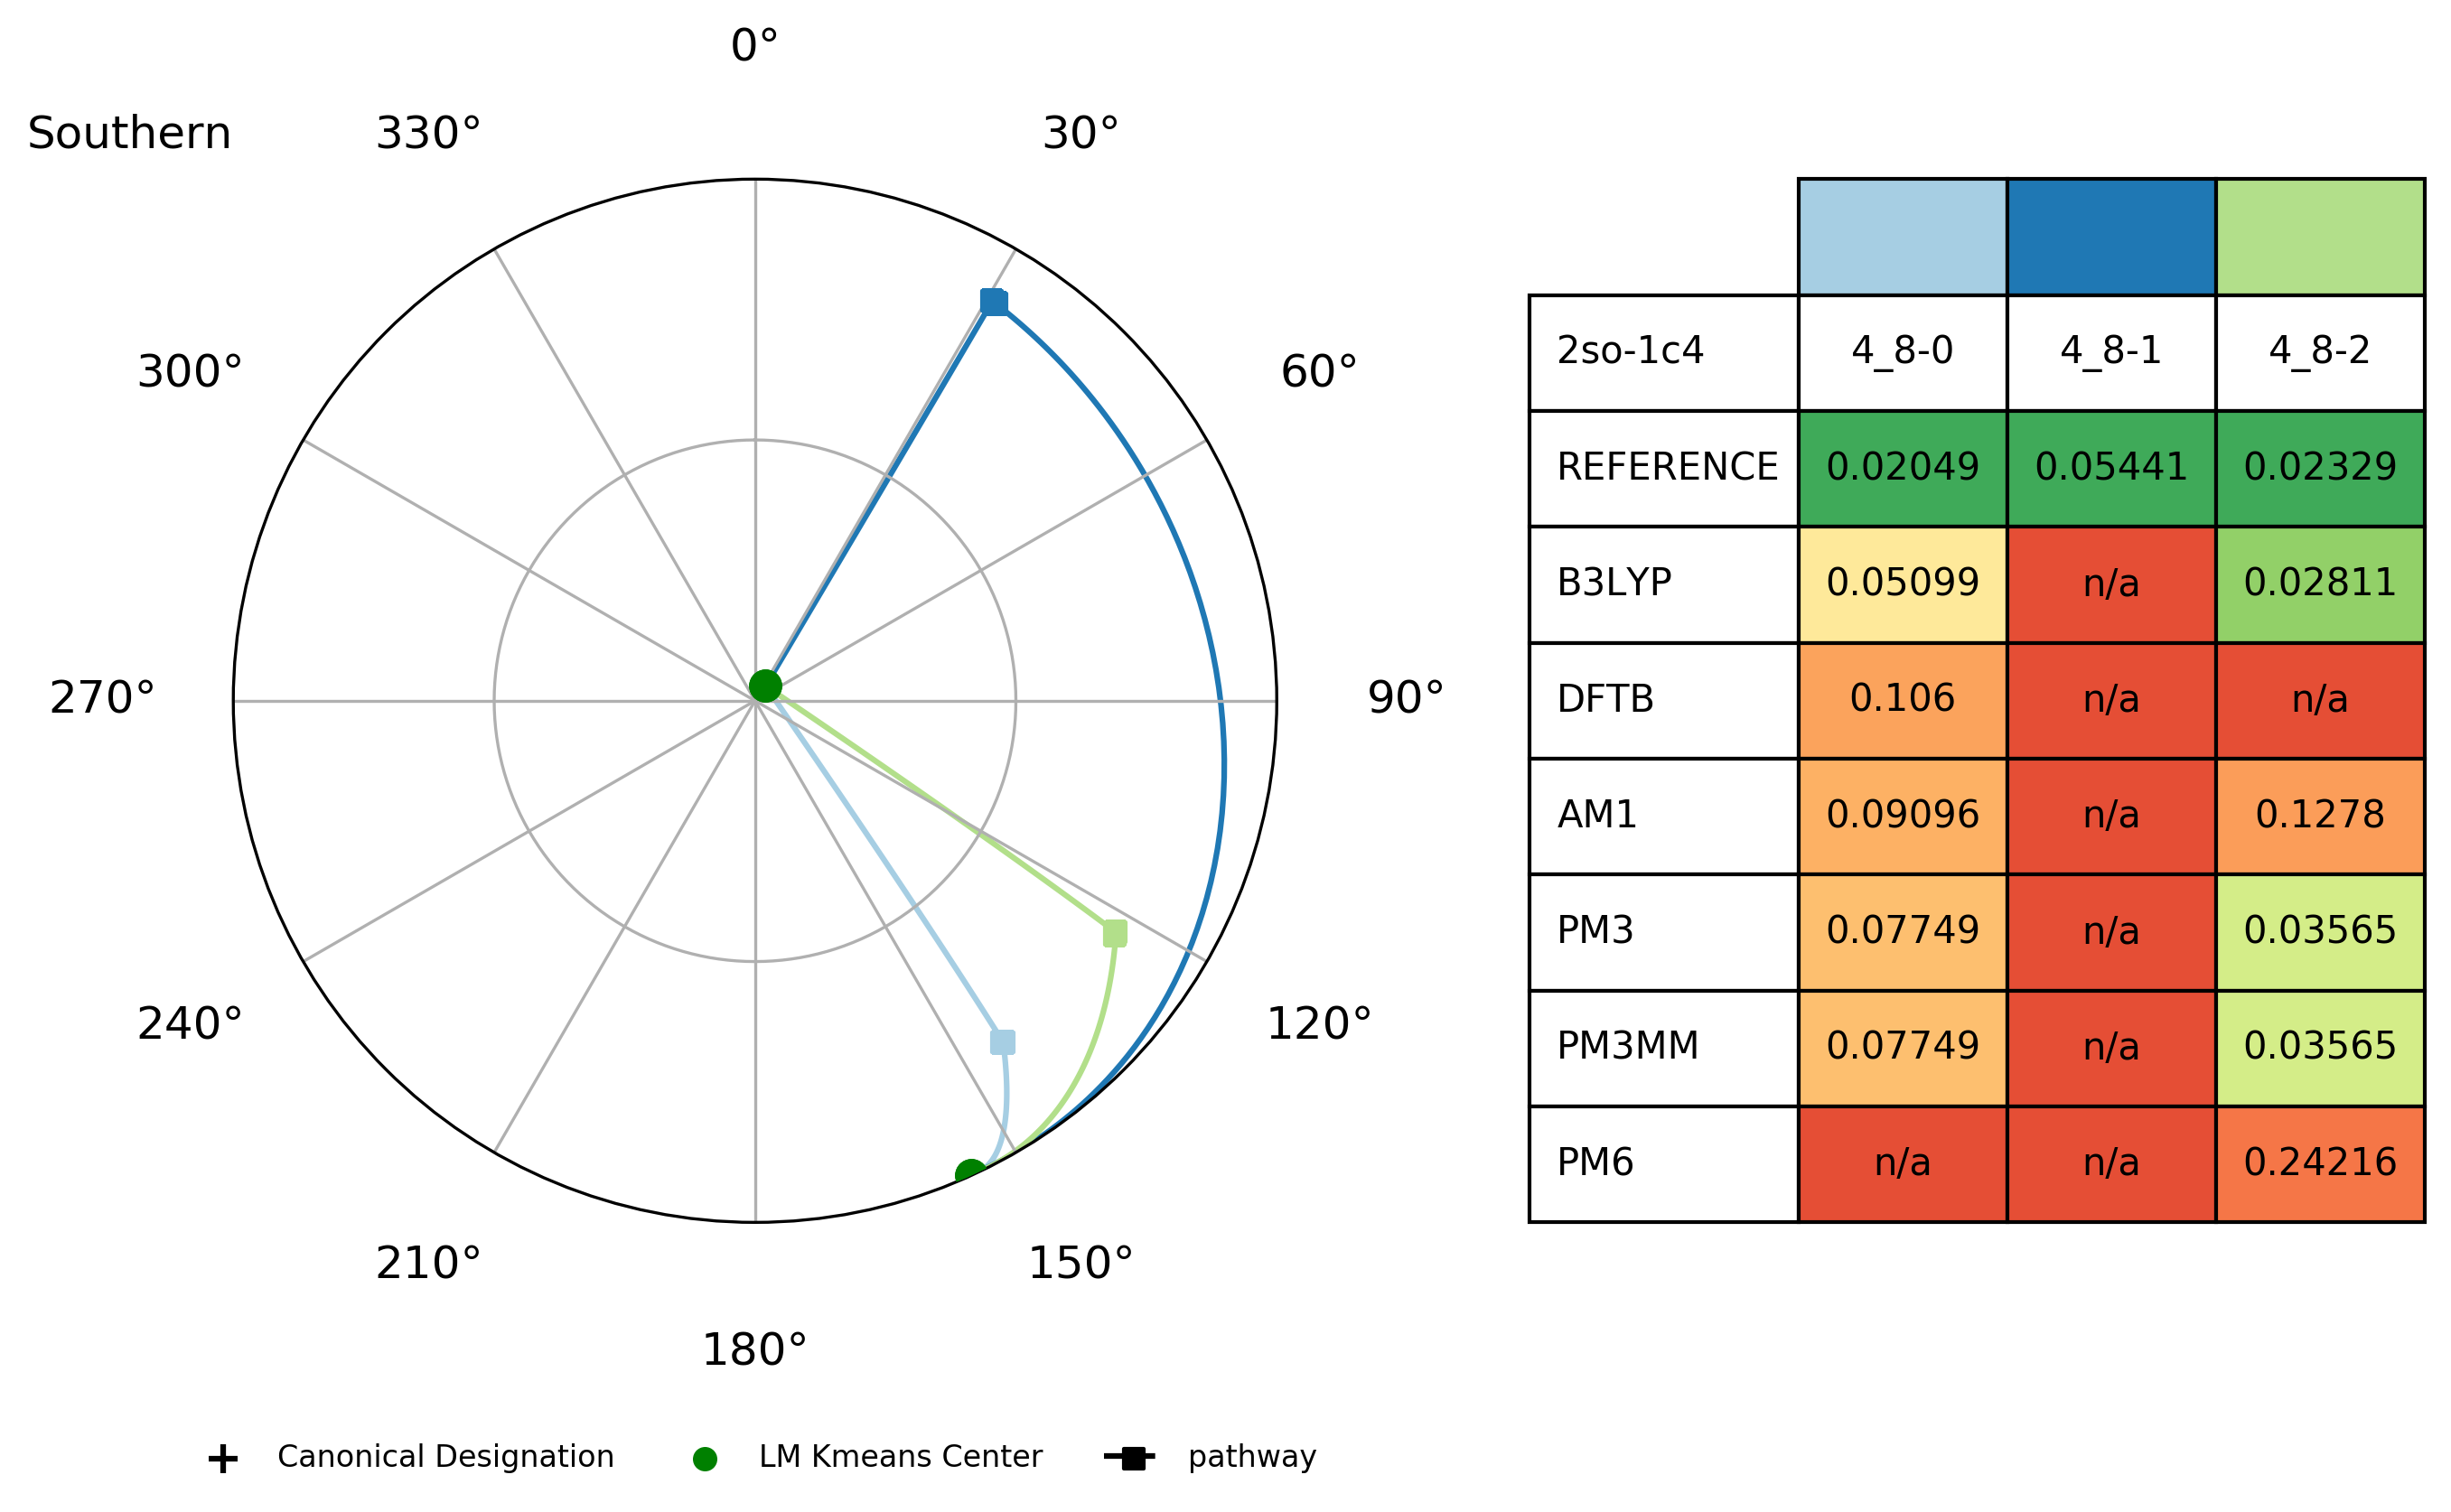 0°
Southern
330°
30°
300°
60°
270°
90°
240°
120°
210°
150°
180°
2so-1c4 4_8-0 4_8-1 4_8-2
REFERENCE 0.02049 0.05441 0.02329
B3LYP 0.05099 n/a 0.02811
DFTB 0.106 n/a n/a
AM1 0.09096 n/a 0.1278
PM3 0.07749 n/a 0.03565
PM3MM 0.07749 n/a 0.03565
PM6 n/a n/a 0.24216
Canonical Designation
LM Kmeans Center
pathway